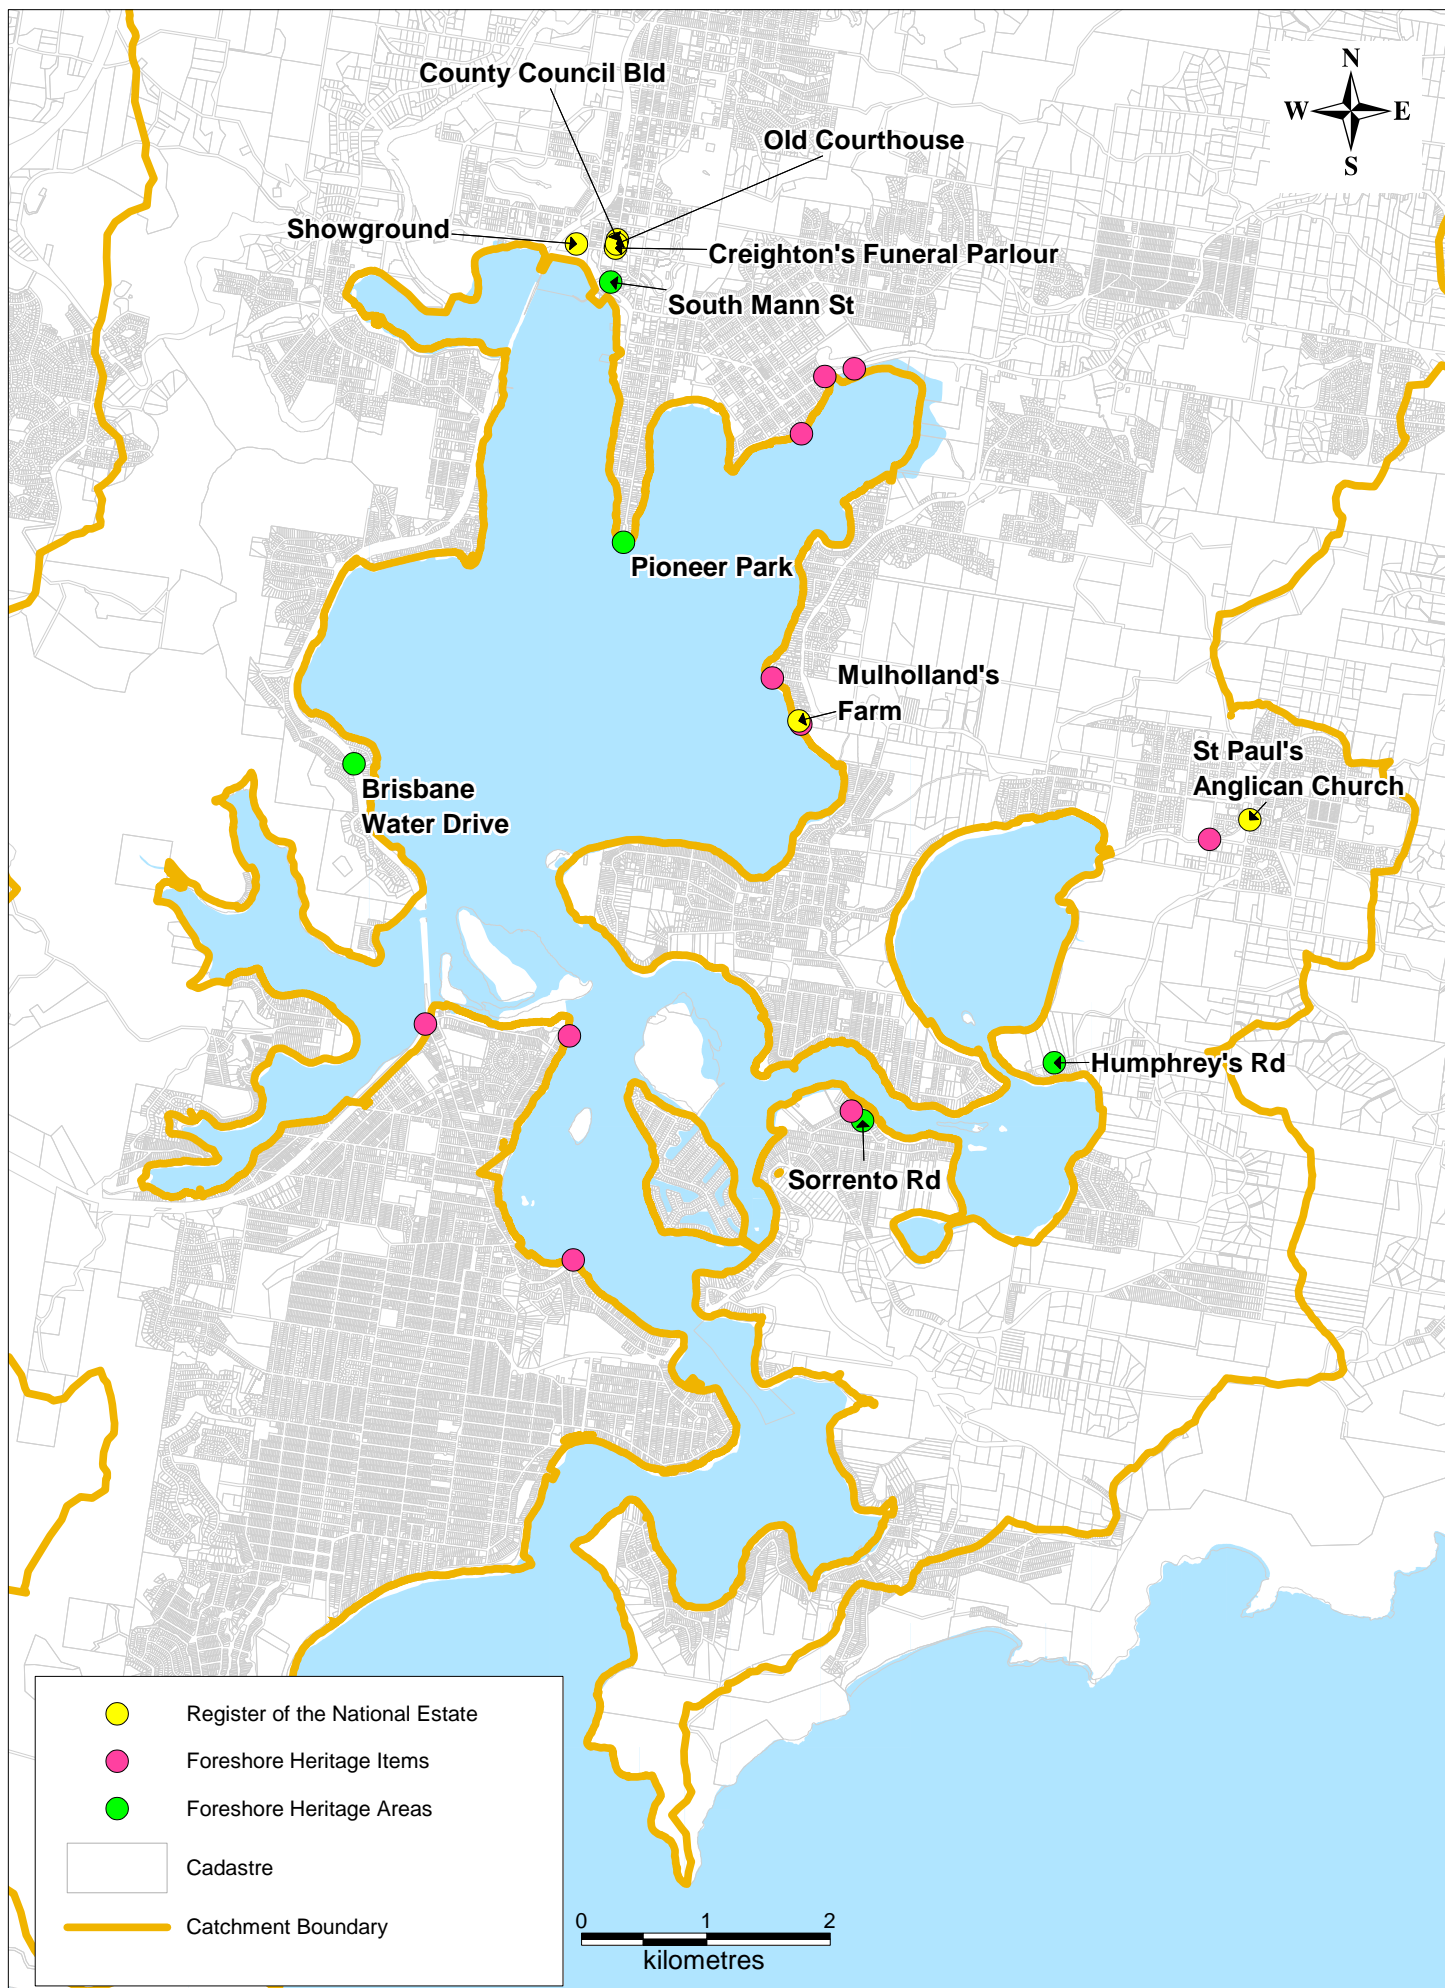 N
W E
S
County Council Bld
Old Courthouse
Showground
Creighton's Funeral Parlour
South Mann St
Pioneer Park
Mulholland's
Farm
St Paul's
Anglican Church
Brisbane
Water Drive
Humphrey's Rd
Sorrento Rd
Register of the National Estate
Foreshore Heritage Items
Foreshore Heritage Areas
Cadastre
Catchment Boundary
0 1 2
kilometres